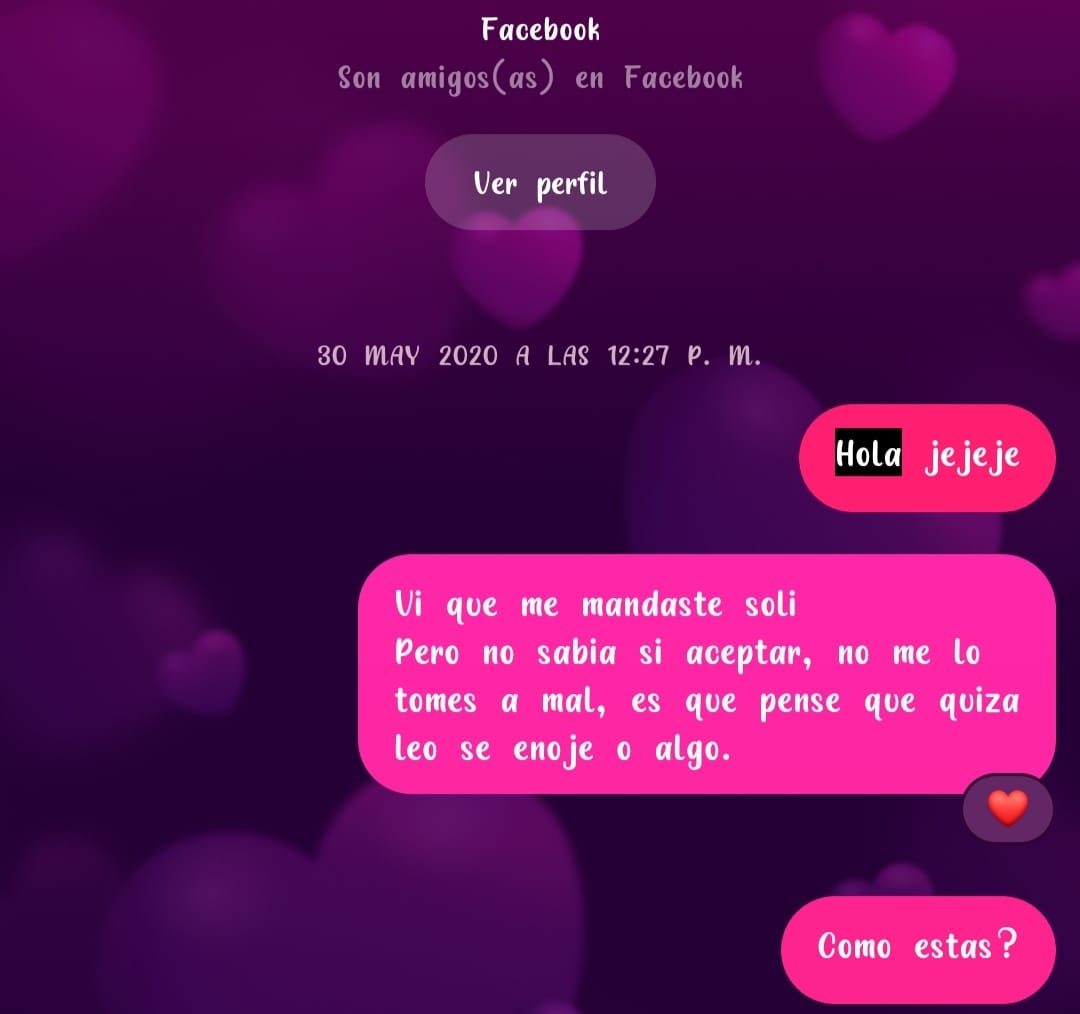 Facebook
Son amigos(as) en Facebook
Ver perfil
30 MAY 2020 A LAS 12:27 P. M.
Hola jejeje
Vi que me mandaste soli
Pero no sabia si aceptar, no me lo
tomes a mal, es que pense que quiza
leo se enoje o algo.
Como estas?